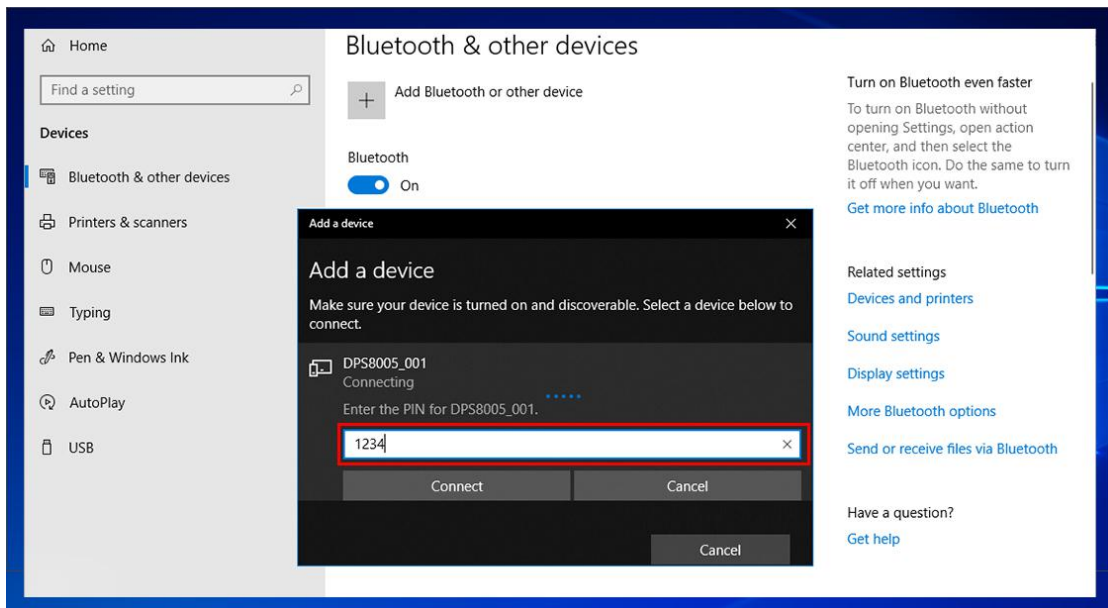 Home
Find a setting
Devices
Bluetooth & other devices
Printers & scanners
Mouse
Typing
Pen & Windows Ink
AutoPlay
USB
Bluetooth & other devices
Add Bluetooth or other device
Bluetooth
On
Add a device
Add a device
Make sure your device is turned on and discoverable. Select a device below to
connect.
DPS8005_001
Connecting
Enter the PIN for DPS8005_001.
1234
Connect Cancel
Cancel
Turn on Bluetooth even faster
To turn on Bluetooth without
opening Settings, open action
center, and then select the
Bluetooth icon. Do the same to turn
it off when you want.
Get more info about Bluetooth
Related settings
Devices and printers
Sound settings
Display settings
More Bluetooth options
Send or receive files via Bluetooth
Have a question?
Get help